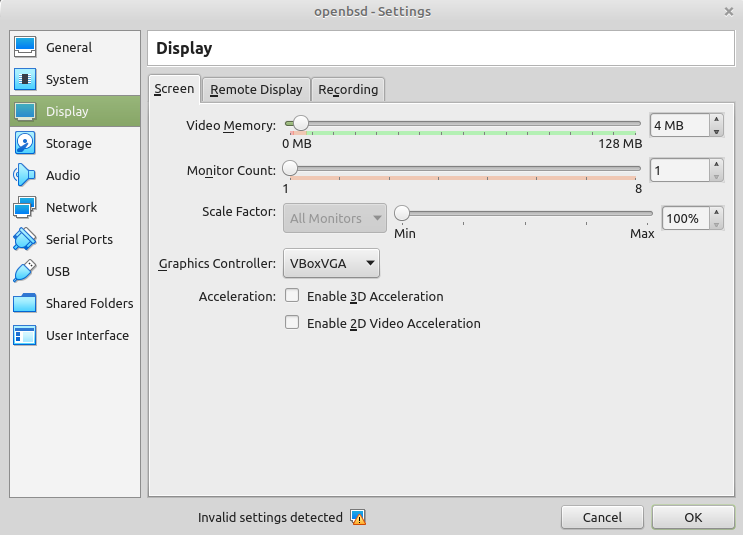 openbsd - Settings
General
System
Display
Storage
Audio
Network
Serial Ports
USB
Shared Folders
User Interface
Display
Screen Remote Display Recording
Video Memory: 4 MB
0 MB 128 MB
Monitor Count: 1
1 8
Scale Factor: All Monitors 100%
Min Max
Graphics Controller: VBoxVGA
Acceleration: Enable 3D Acceleration
Enable 2D Video Acceleration
Invalid settings detected Cancel OK